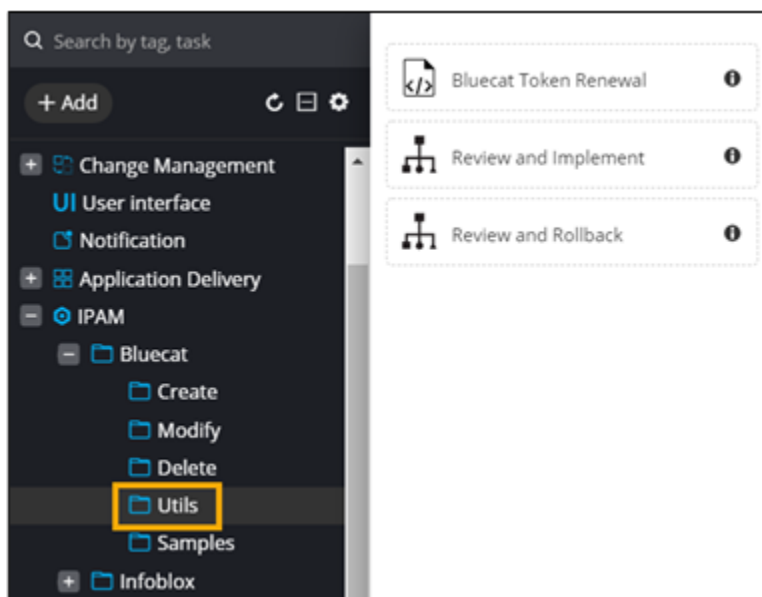 Search by tag, task
+ Add
Change Management
UI User interface
Notification
Application Delivery
IPAM
Bluecat
Create
Modify
Delete
Utils
Samples
Infoblox
Bluecat Token Renewal
Review and Implement
Review and Rollback